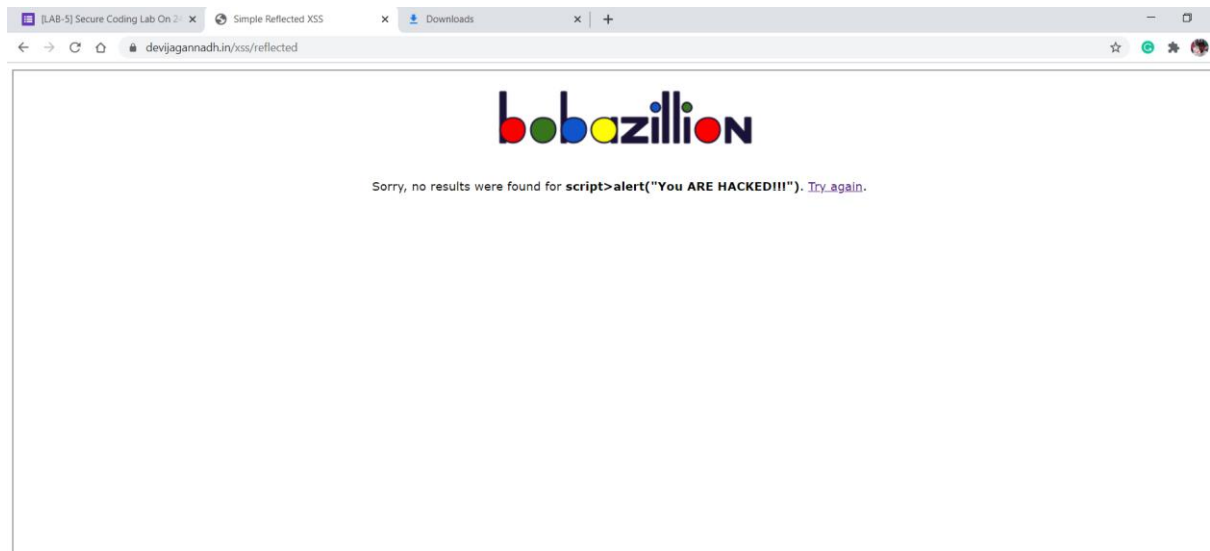 [LAB-5] Secure Coding Lab On 2
Simple Reflected XSS
Downloads
devijagannadh.in/xss/reflected
bobazillion
Sorry, no results were found for script>alert("You ARE HACKED!!!"). Try again.